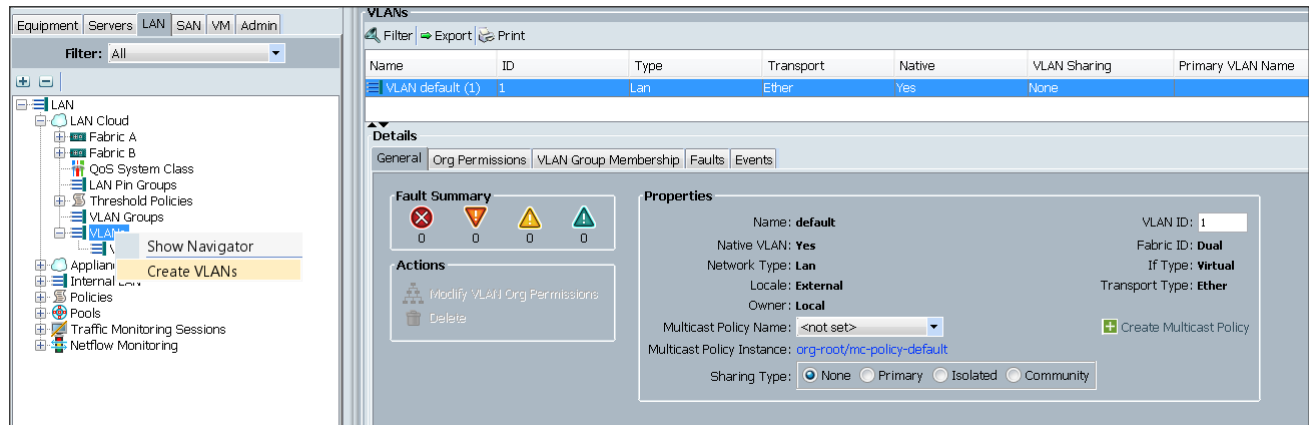 Equipment Servers LAN SAN VM Admin
Filter: All
LAN
LAN Cloud
Fabric A
Fabric B
QoS System Class
LAN Pin Groups
Threshold Policies
VLAN Groups
VLANs
Show Navigator
Create VLANs
Internal LAN
Policies
Pools
Traffic Monitoring Sessions
Netflow Monitoring
VLANs
Filter Export Print
Name ID Type Transport Native VLAN Sharing Primary VLAN Name
VLAN default (1) 1 Lan Ether Yes None
Details
General Org Permissions VLAN Group Membership Faults Events
Fault Summary
0 0 0 0
Actions
Modify VLAN Org Permissions
Delete
Properties
Name: default VLAN ID: 1
Native VLAN: Yes Fabric ID: Dual
Network Type: Lan If Type: Virtual
Locale: External Transport Type: Ether
Owner: Local
Multicast Policy Name: <not set> Create Multicast Policy
Multicast Policy Instance: org-root/mc-policy-default
Sharing Type: None Primary Isolated Community